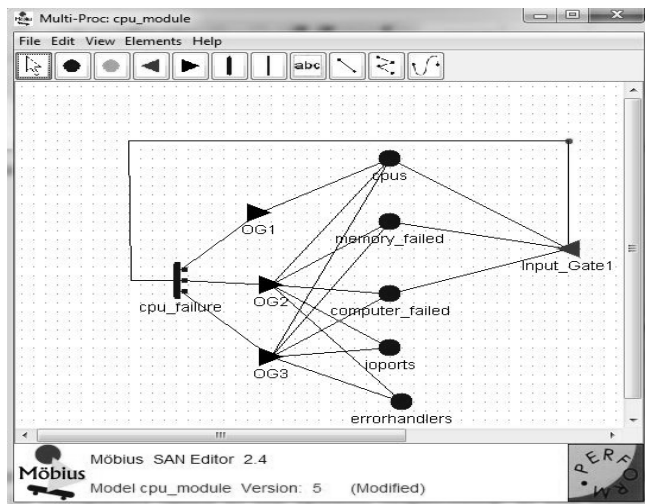 Multi-Proc: cpu_module
File Edit View Elements Help
abc
cpus
OG1
memory_failed
Input_Gate1
cpu_failure
OG2
computer_failed
ioports
OG3
errorhandlers
Möbius SAN Editor 2.4
Möbius
Model cpu_module Version: 5 (Modified)
PERFORM